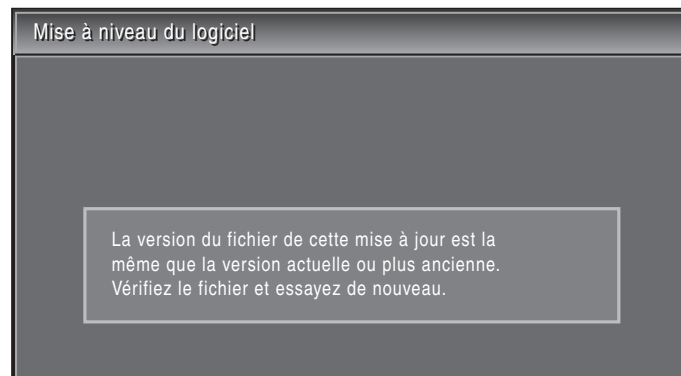 Mise à niveau du logiciel
La version du fichier de cette mise à jour est la
même que la version actuelle ou plus ancienne.
Vérifiez le fichier et essayez de nouveau.